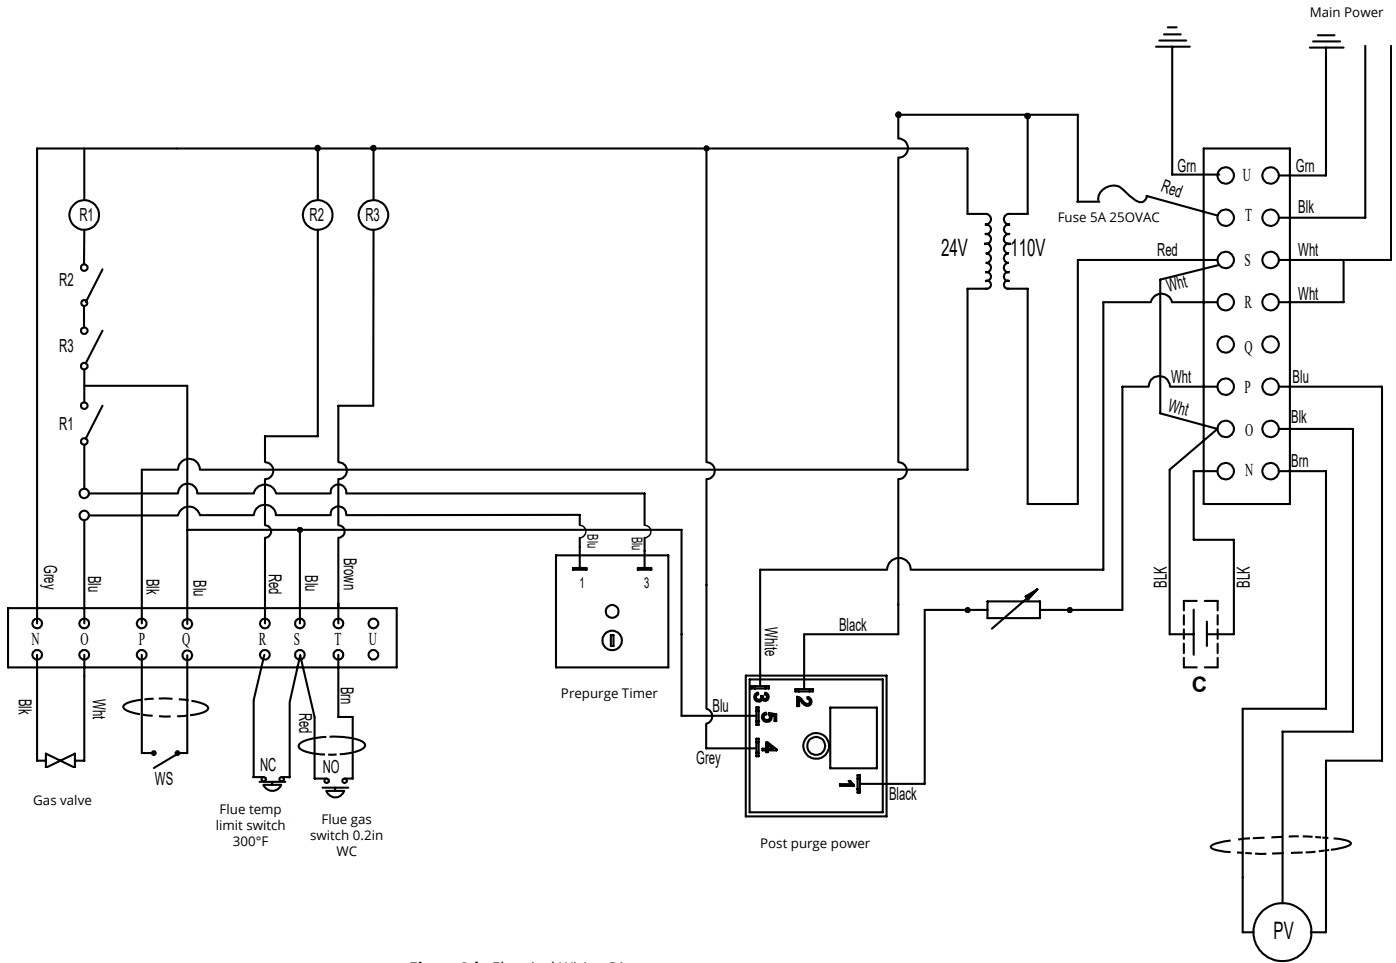 Main Power
Grn
U
Grn
Red
T
Blk
Fuse 5A 25OVAC
R1
R2
R3
24V
110V
Red
S
Wht
Wht
R
Wht
R2
R3
Q
Wht
P
Blu
Wht
O
Blk
R1
N
Brn
Grey
Blu
Blk
Blu
Red
Blu
Brown
Blu
Blu
1
3
BLK
BLK
N
O
P
Q
R
S
T
U
White
Black
C
Prepurge Timer
Blk
Wht
Red
Brn
3
2
5
4
1
Blu
Grey
Black
WS
NC
NO
Gas valve
Flue temp
limit switch
300°F
Flue gas
switch 0.2in
WC
Post purge power
PV